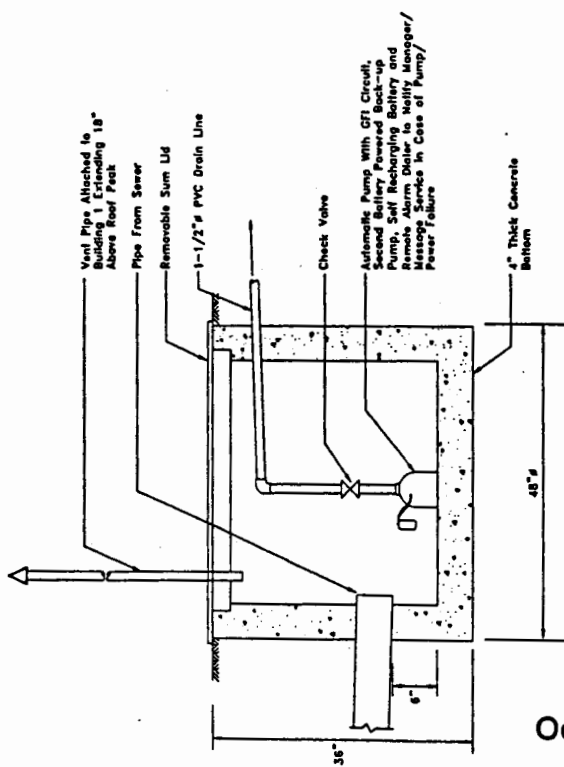 Vent Pipe Attached to
Building 1 Extending 18"
Above Roof Peak
Pipe From Sewer
Removable Sum Lid
1-1/2"ø PVC Drain Line
Check Valve
Automatic Pump With GFI Circuit,
Second Battery Powered Back-up
Pump, Self Recharging Battery and
Remote Alarm Dialer to Notify Manager/
Message Service In Case of Pump/
Power Failure
4" Thick Concrete
Bottom
36"
6"
48"ø